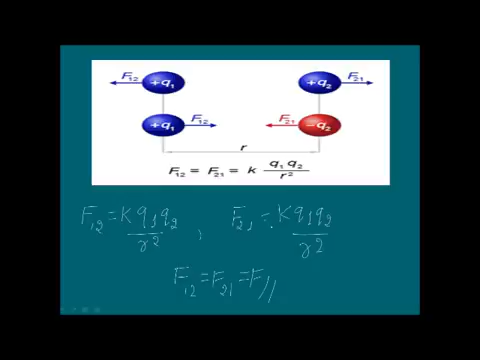 F₁₂ +q₁ +q₂ F₂₁
+q₁ F₁₂ F₂₁ −q₂
r
F₁₂ = F₂₁ = k q₁ q₂ / r²
F₁₂ = K q₁ q₂ / r² , F₂₁ = K q₁ q₂ / r²
F₁₂ = F₂₁ = F //